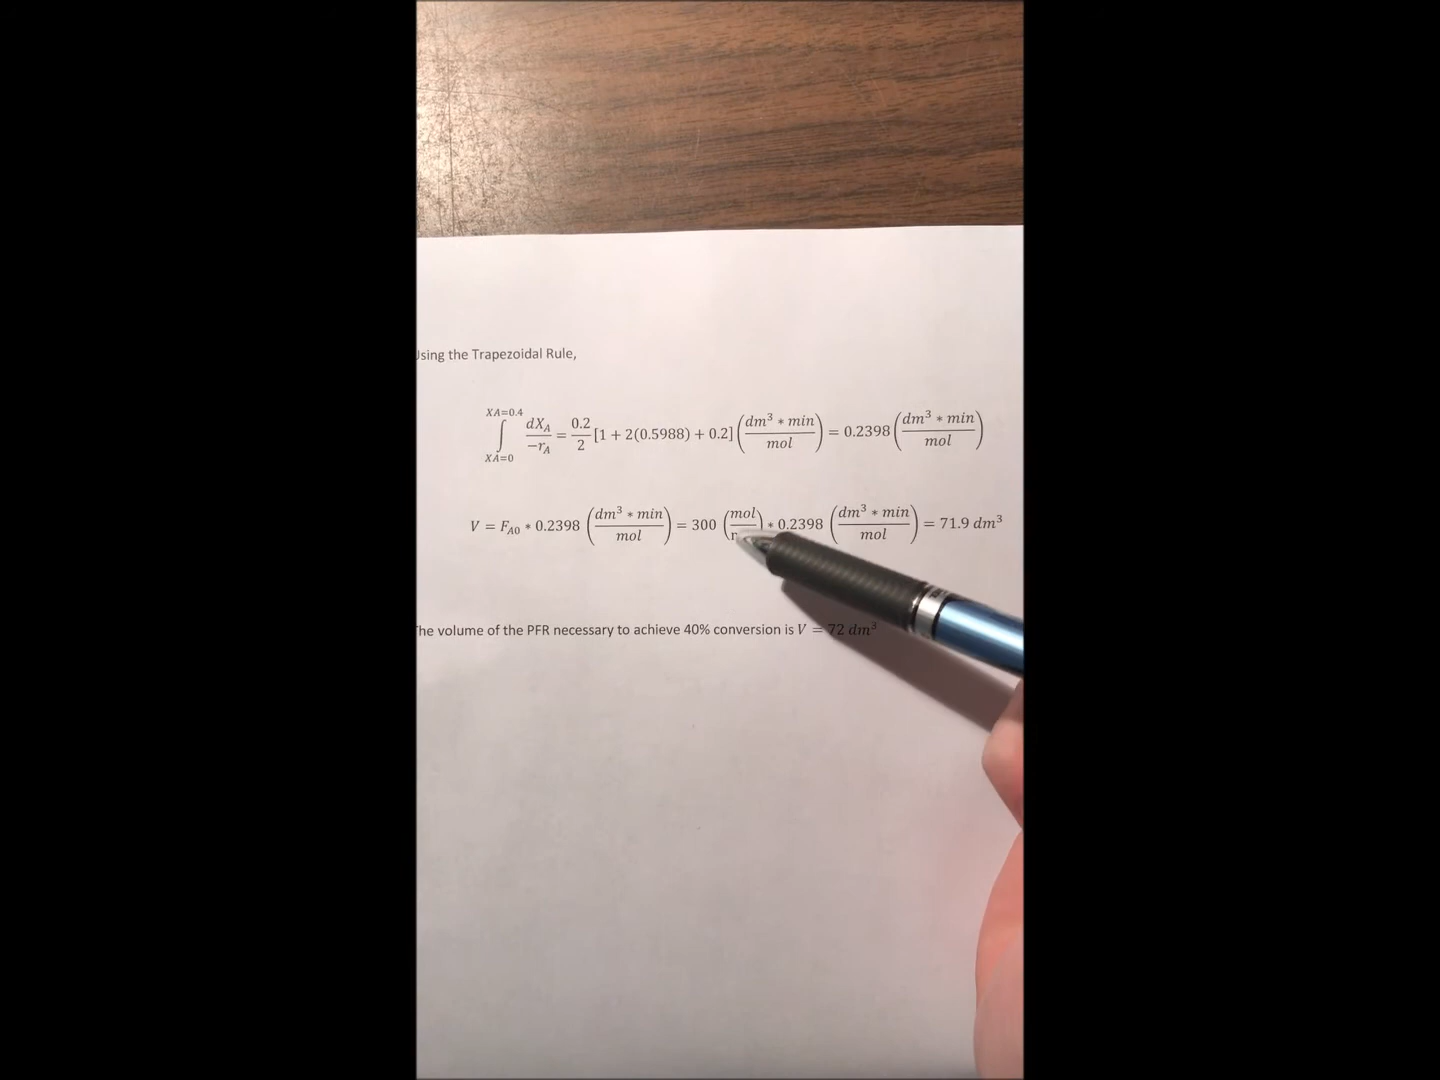 Using the Trapezoidal Rule,
∫_{XA=0}^{XA=0.4} dX_A/−r_A = 0.2/2 [1 + 2(0.5988) + 0.2] (dm³ ∗ min/mol) = 0.2398 (dm³ ∗ min/mol)
V = F_A0 ∗ 0.2398 (dm³ ∗ min/mol) = 300 (mol/) ∗ 0.2398 (dm³ ∗ min/mol) = 71.9 dm³
The volume of the PFR necessary to achieve 40% conversion is V = 72 dm³